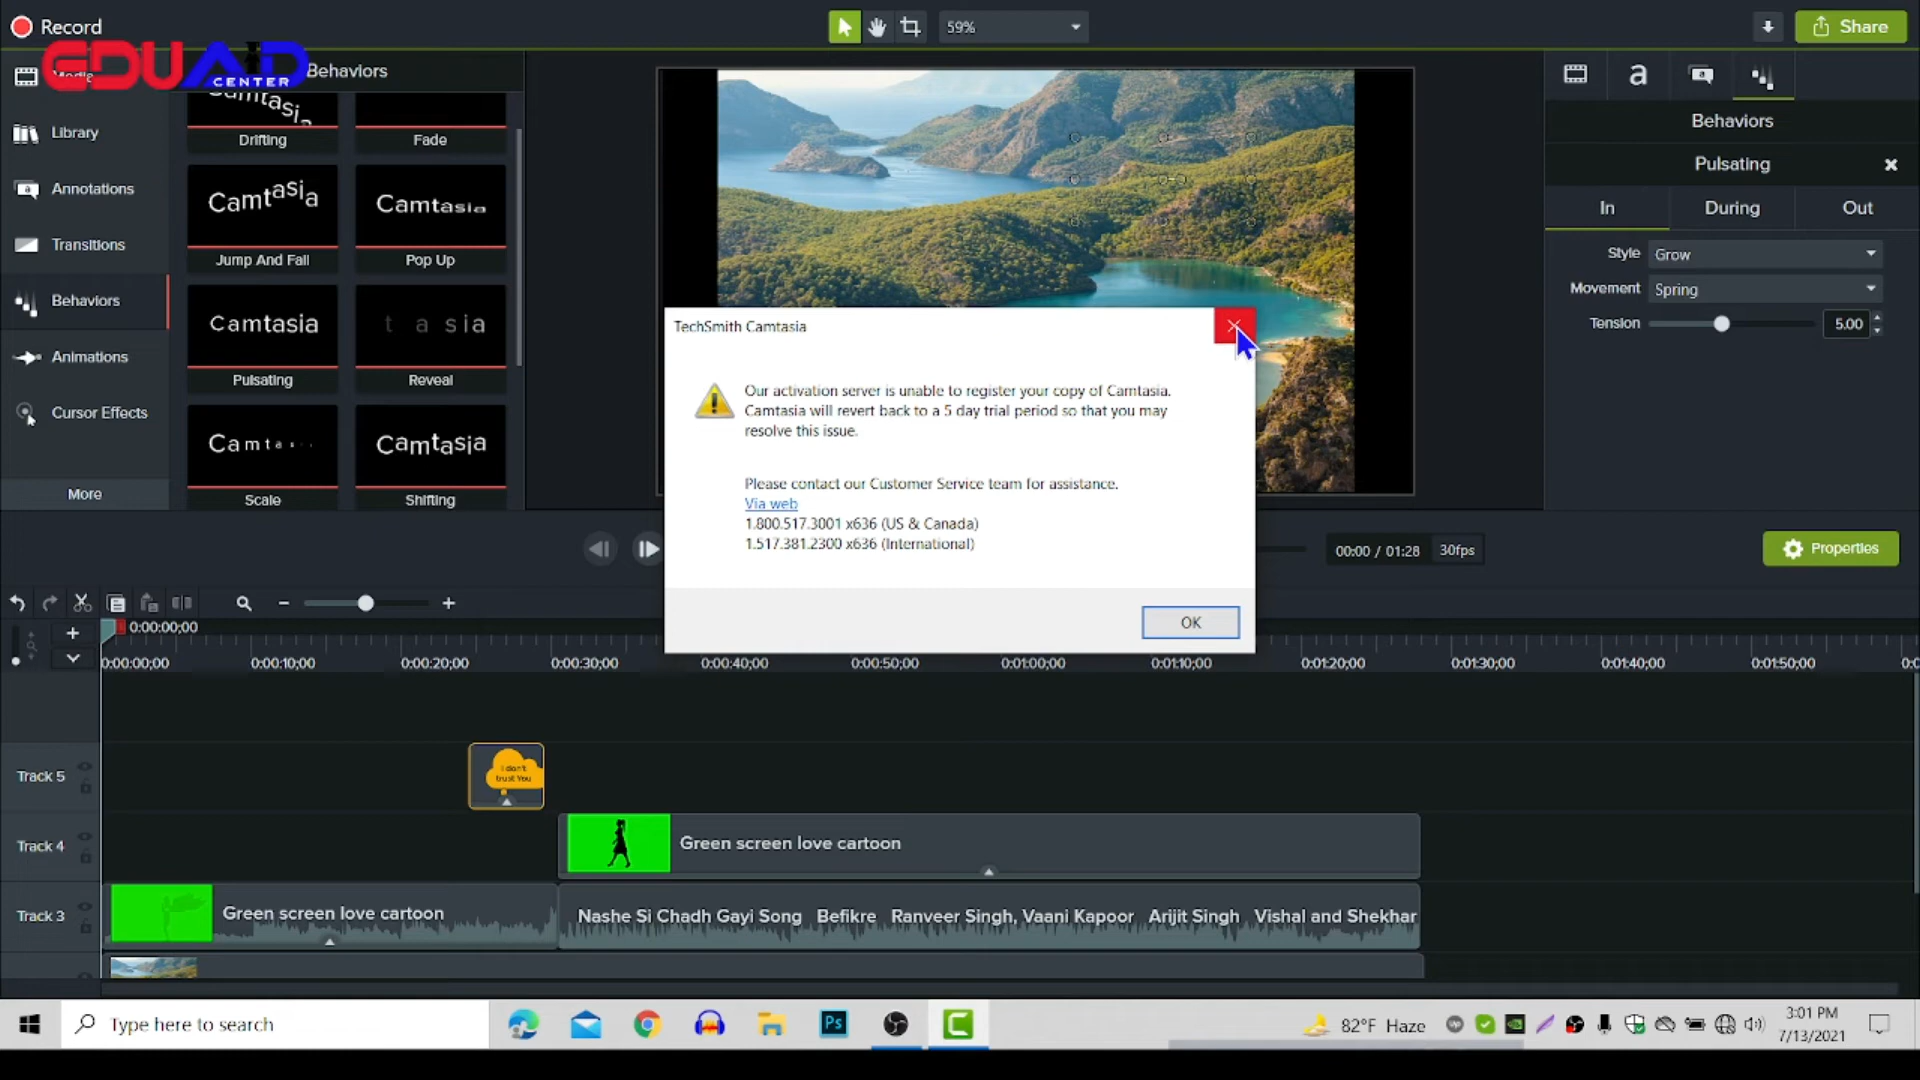 Record
59%
Share
EDUAD
CENTER
Behaviors
Library
Annotations
Transitions
Behaviors
Animations
Cursor Effects
More
Drifting
Fade
Camtasia
Camtasia
Jump And Fall
Pop Up
Camtasia
t a sia
Pulsating
Reveal
Camta
Camtasia
Scale
Shifting
a
Behaviors
Pulsating
In
During
Out
Style
Grow
Movement
Spring
Tension
5.00
TechSmith Camtasia
Our activation server is unable to register your copy of Camtasia.
Camtasia will revert back to a 5 day trial period so that you may
resolve this issue.
Please contact our Customer Service team for assistance.
Via web
1.800.517.3001 x636 (US & Canada)
1.517.381.2300 x636 (International)
OK
00:00 / 01:28
30fps
Properties
0:00:00;00
0:00:00;00
0:00:10;00
0:00:20;00
0:00:30;00
0:00:40;00
0:00:50;00
0:01:00;00
0:01:10;00
0:01:20;00
0:01:30;00
0:01:40;00
0:01:50;00
Track 5
I don't
trust You
Track 4
Green screen love cartoon
Track 3
Green screen love cartoon
Nashe Si Chadh Gayi Song Befikre Ranveer Singh, Vaani Kapoor Arijit Singh Vishal and Shekhar
Type here to search
Ps
82°F Haze
3:01 PM
7/13/2021